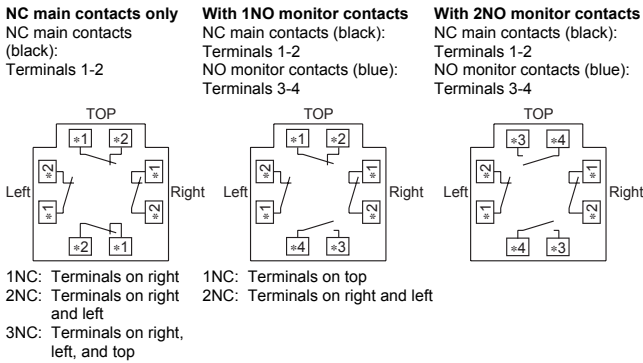 NC main contacts only
NC main contacts
(black):
Terminals 1-2
With 1NO monitor contacts
NC main contacts (black):
Terminals 1-2
NO monitor contacts (blue):
Terminals 3-4
With 2NO monitor contacts
NC main contacts (black):
Terminals 1-2
NO monitor contacts (blue):
Terminals 3-4
TOP
*1 *2
*2 *1
Left Right
*1 *2
*2 *1
TOP
*1 *2
*2 *1
Left Right
*1 *2
*4 *3
TOP
*3 *4
*2 *1
Left Right
*1 *2
*4 *3
1NC: Terminals on right
2NC: Terminals on right
and left
3NC: Terminals on right,
left, and top
1NC: Terminals on top
2NC: Terminals on right and left